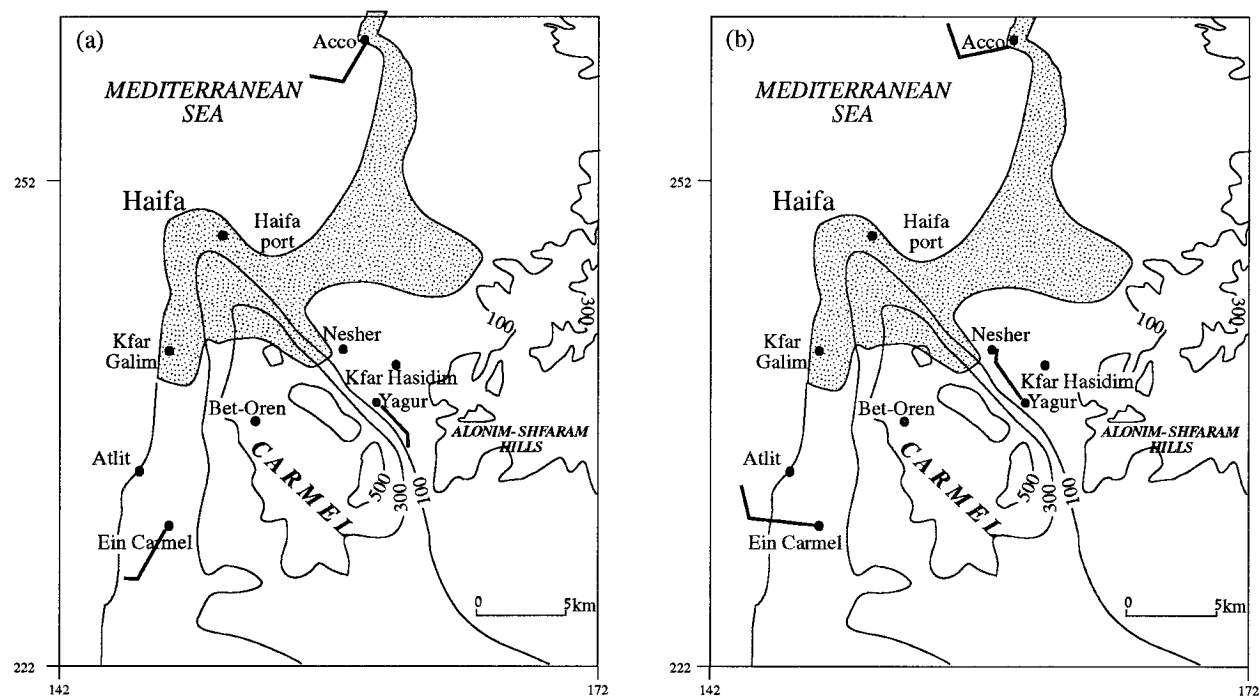 (a)
Acco
MEDITERRANEAN
SEA
252
Haifa
Haifa
port
100
300
Kfar
Galim
Nesher
Kfar Hasidim
Yagur
Bet-Oren
ALONIM-SHFARAM
HILLS
CARMEL
Atlit
500
300
100
Ein Carmel
0
5km
222
142
172
(b)
Acco
MEDITERRANEAN
SEA
252
Haifa
Haifa
port
100
300
Kfar
Galim
Nesher
Kfar Hasidim
Yagur
Bet-Oren
ALONIM-SHFARAM
HILLS
CARMEL
Atlit
500
300
100
Ein Carmel
0
5km
222
142
172